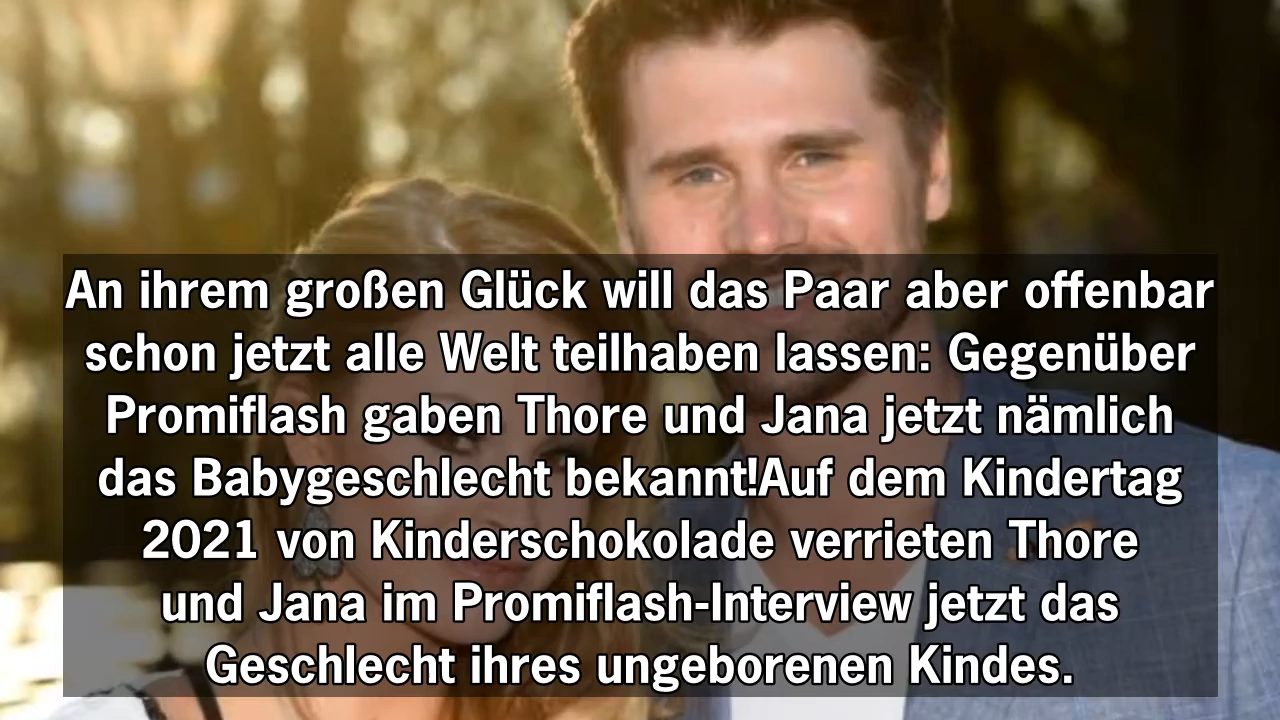 An ihrem großen Glück will das Paar aber offenbar
schon jetzt alle Welt teilhaben lassen: Gegenüber
Promiflash gaben Thore und Jana jetzt nämlich
das Babygeschlecht bekannt!Auf dem Kindertag
2021 von Kinderschokolade verrieten Thore
und Jana im Promiflash-Interview jetzt das
Geschlecht ihres ungeborenen Kindes.